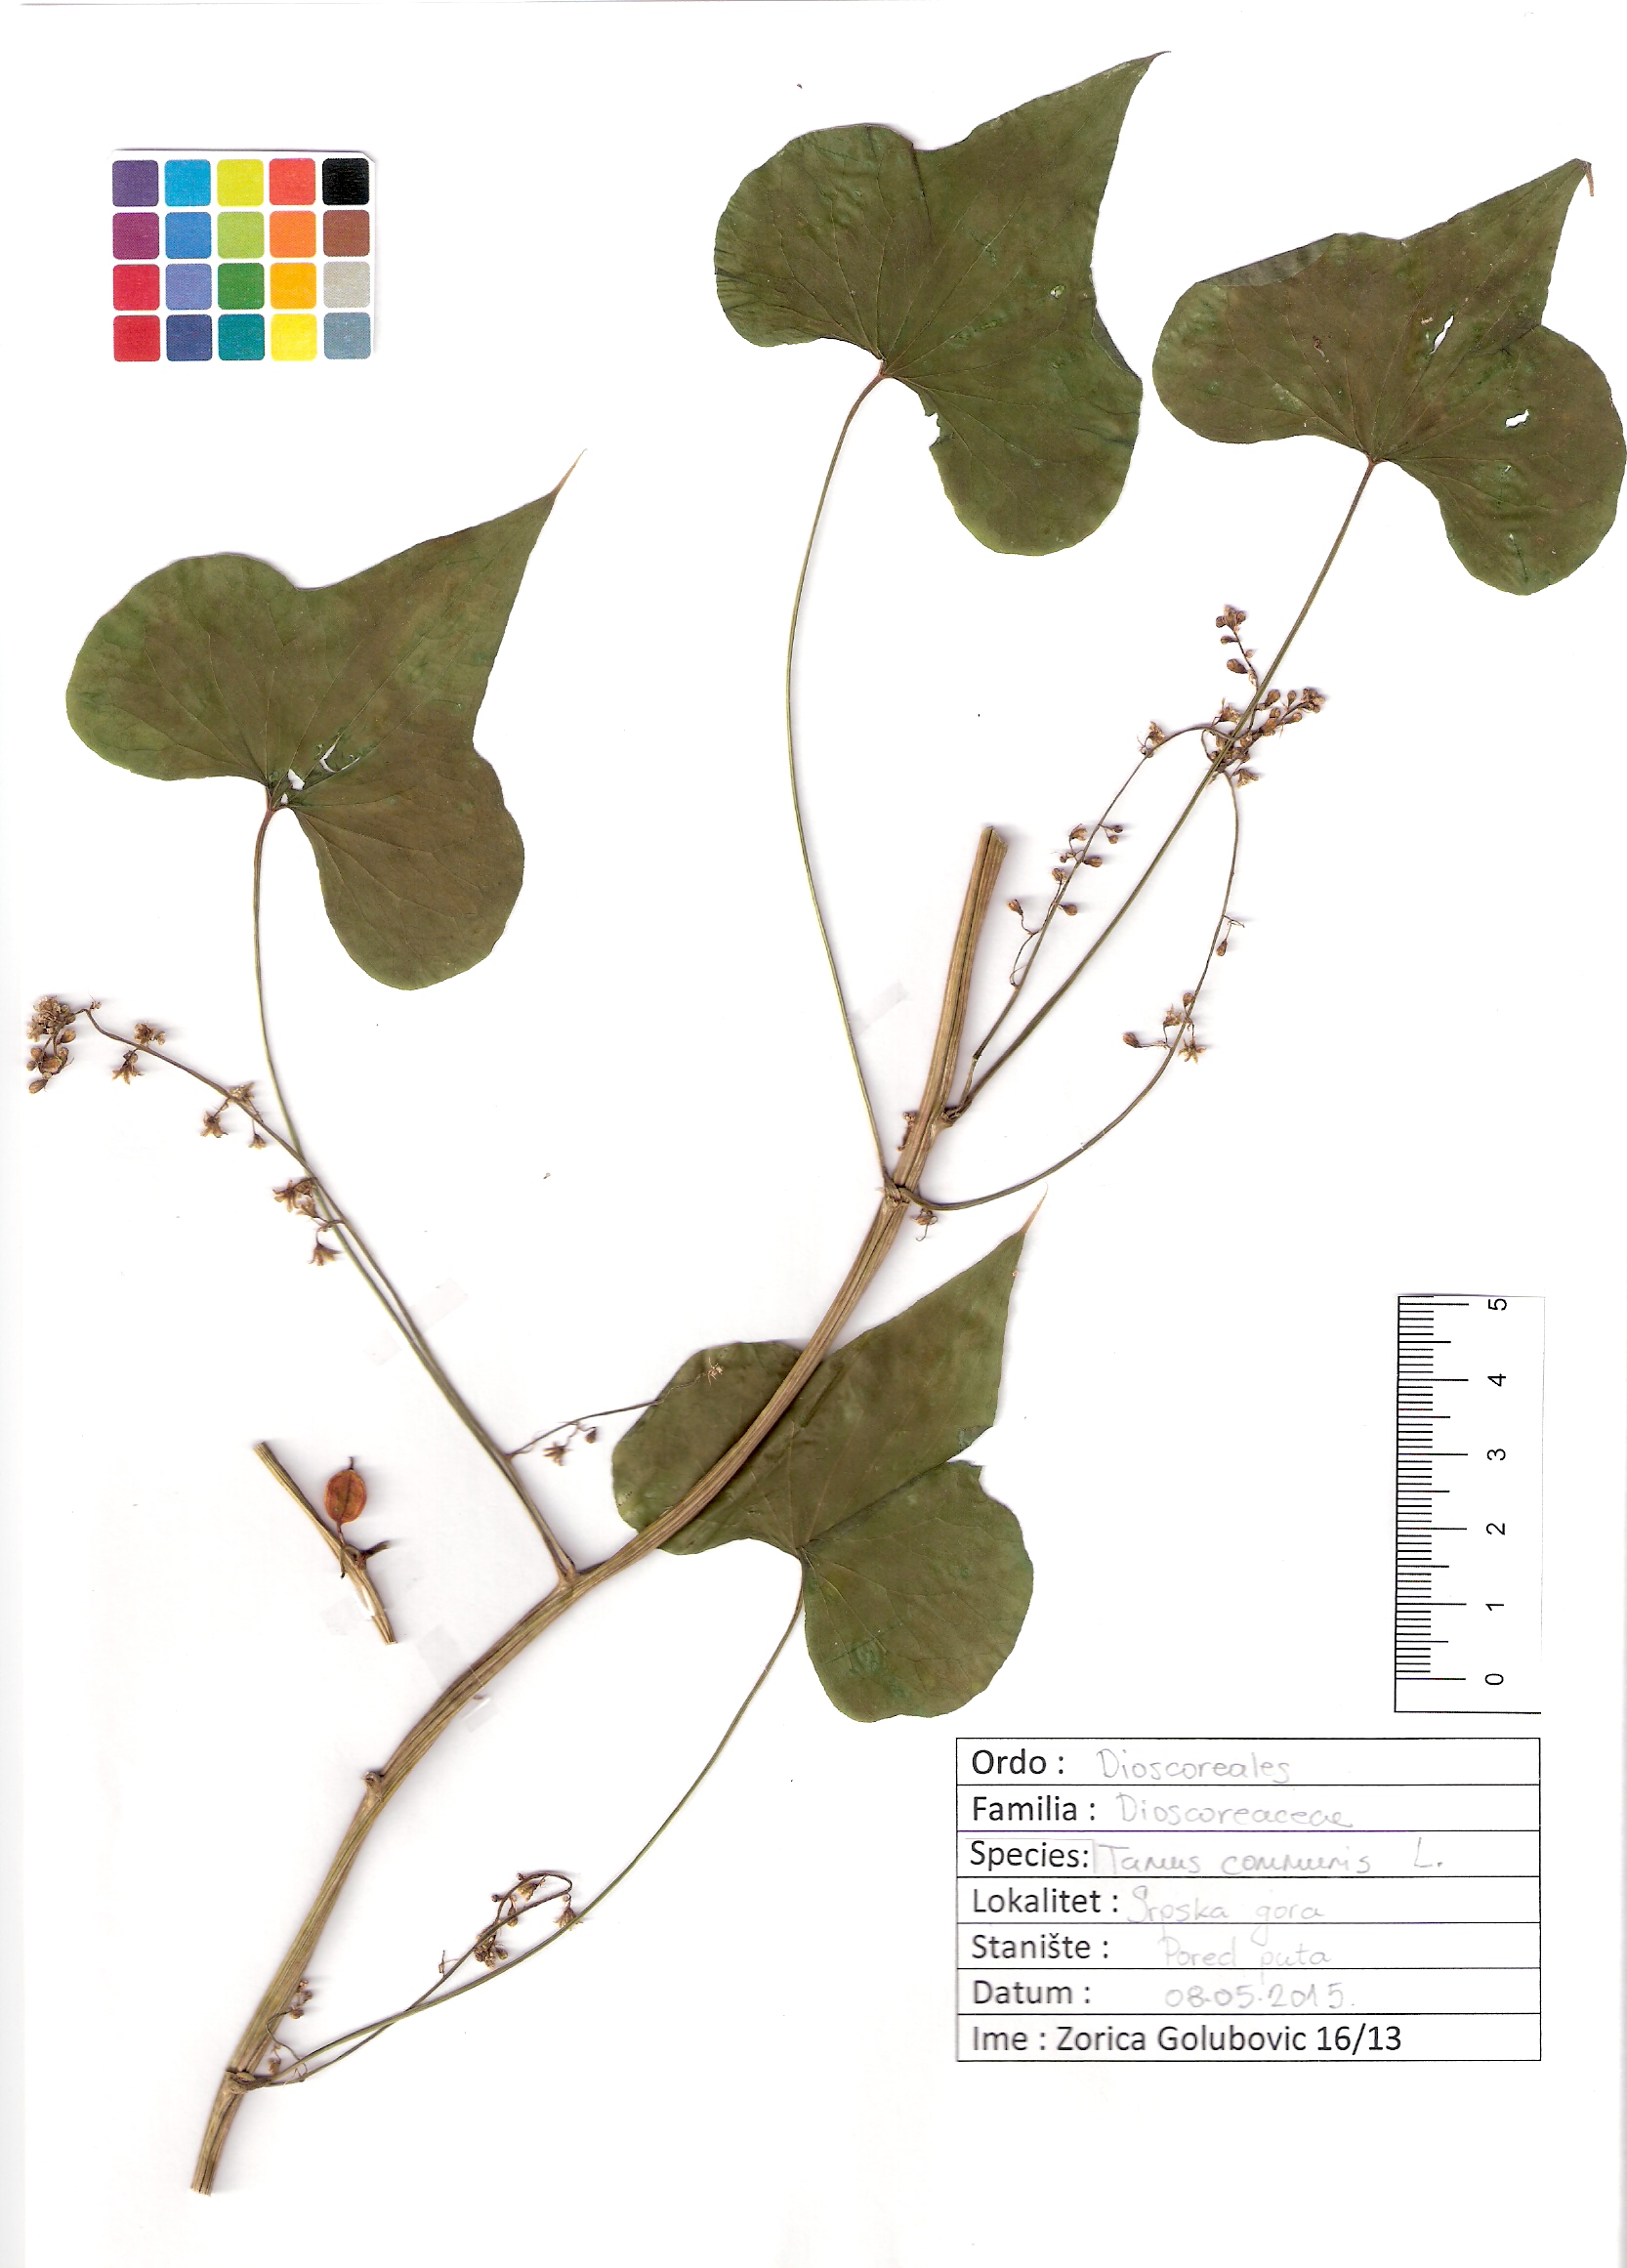 5
4
3
2
1
0
Ordo : Dioscoreales
Familia : Dioscoreaceae
Species: Tamus communis L.
Lokalitet : Srpska gora
Stanište : Pored puta
Datum : 08.05.2015.
Ime : Zorica Golubovic 16/13